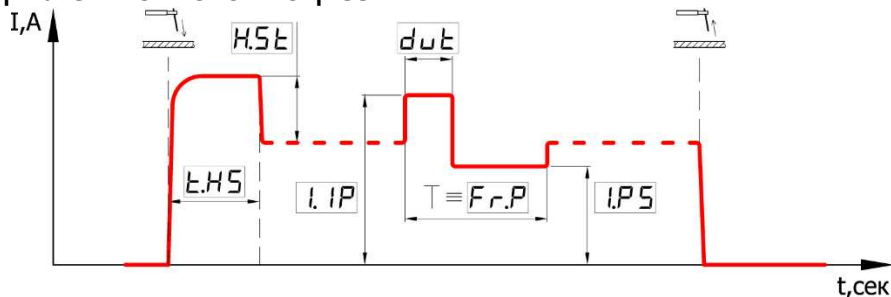 I,A
H.St
dut
t.HS
I.IP
T ≡ Fr.P
I.PS
t,сек